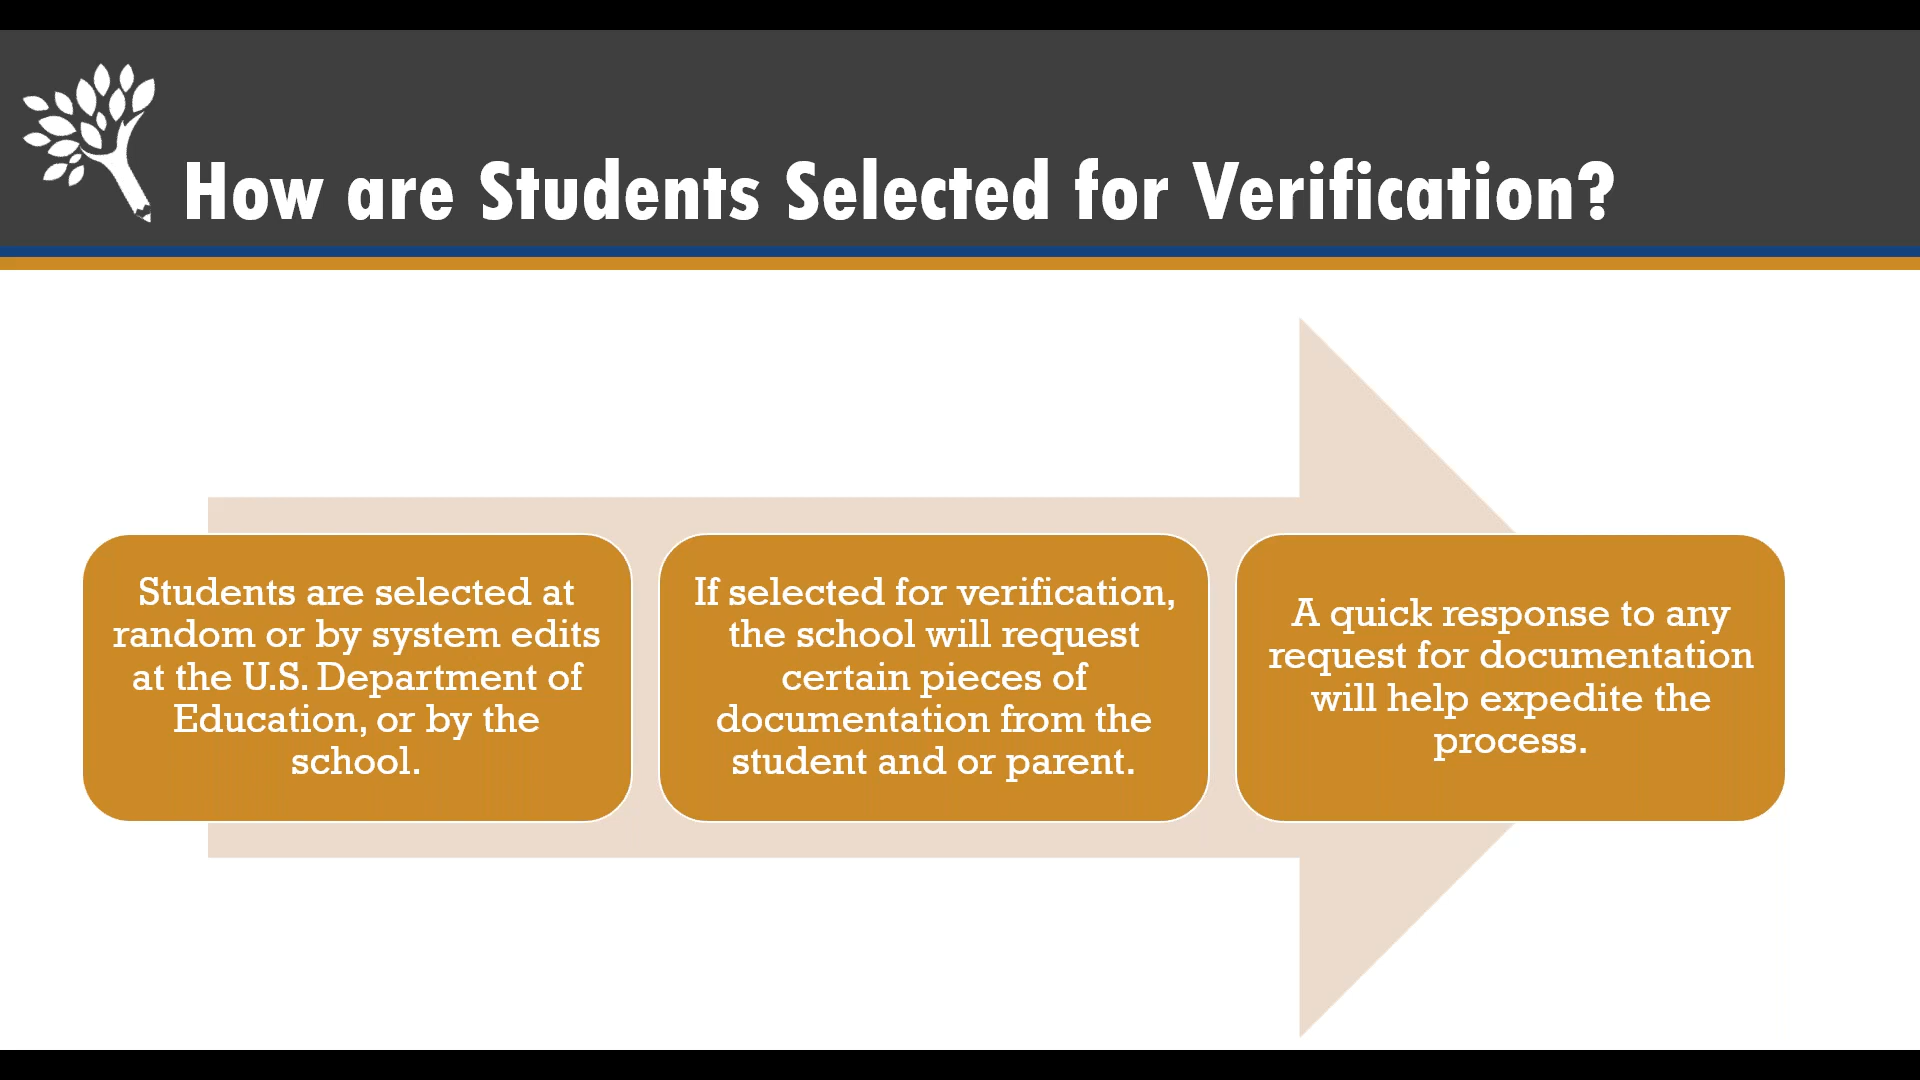 How are Students Selected for Verification?
Students are selected at
random or by system edits
at the U.S. Department of
Education, or by the
school.
If selected for verification,
the school will request
certain pieces of
documentation from the
student and or parent.
A quick response to any
request for documentation
will help expedite the
process.